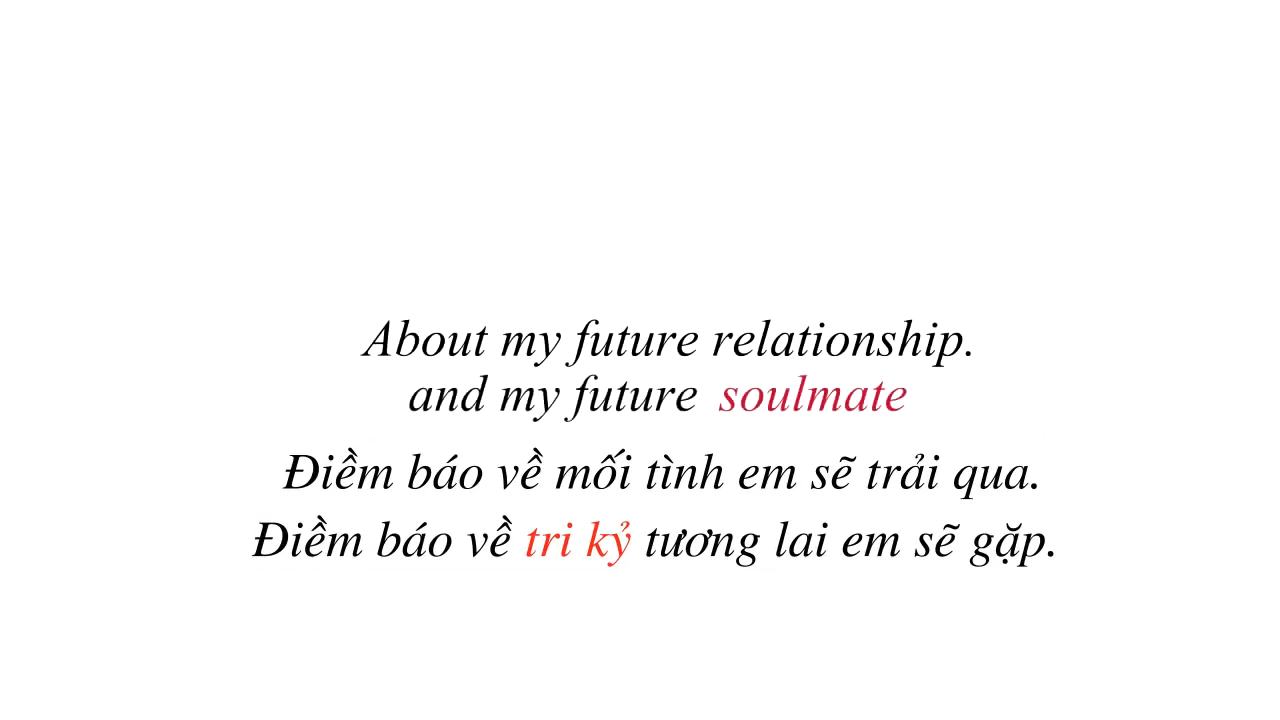 About my future relationship.
and my future soulmate
Điềm báo về mối tình em sẽ trải qua.
Điềm báo về tri kỷ tương lai em sẽ gặp.